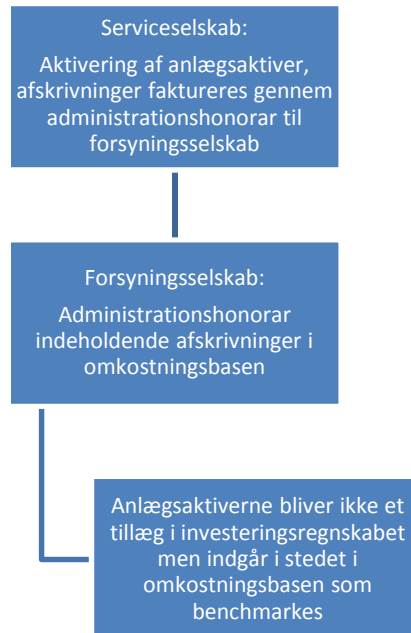 Serviceselskab:
Aktivering af anlægsaktiver,
afskrivninger faktureres gennem
administrationshonorar til
forsyningsselskab
Forsyningsselskab:
Administrationshonorar
indeholdende afskrivninger i
omkostningsbasen
Anlægsaktiverne bliver ikke et
tillæg i investeringsregnskabet
men indgår i stedet i
omkostningsbasen som
benchmarkes